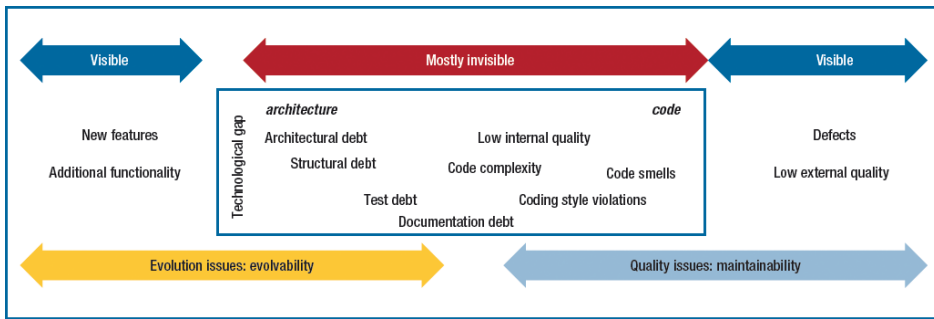 Visible
Mostly invisible
Visible
New features
Additional functionality
Technological gap
architecture
code
Architectural debt
Low internal quality
Structural debt
Code complexity
Code smells
Test debt
Coding style violations
Documentation debt
Defects
Low external quality
Evolution issues: evolvability
Quality issues: maintainability